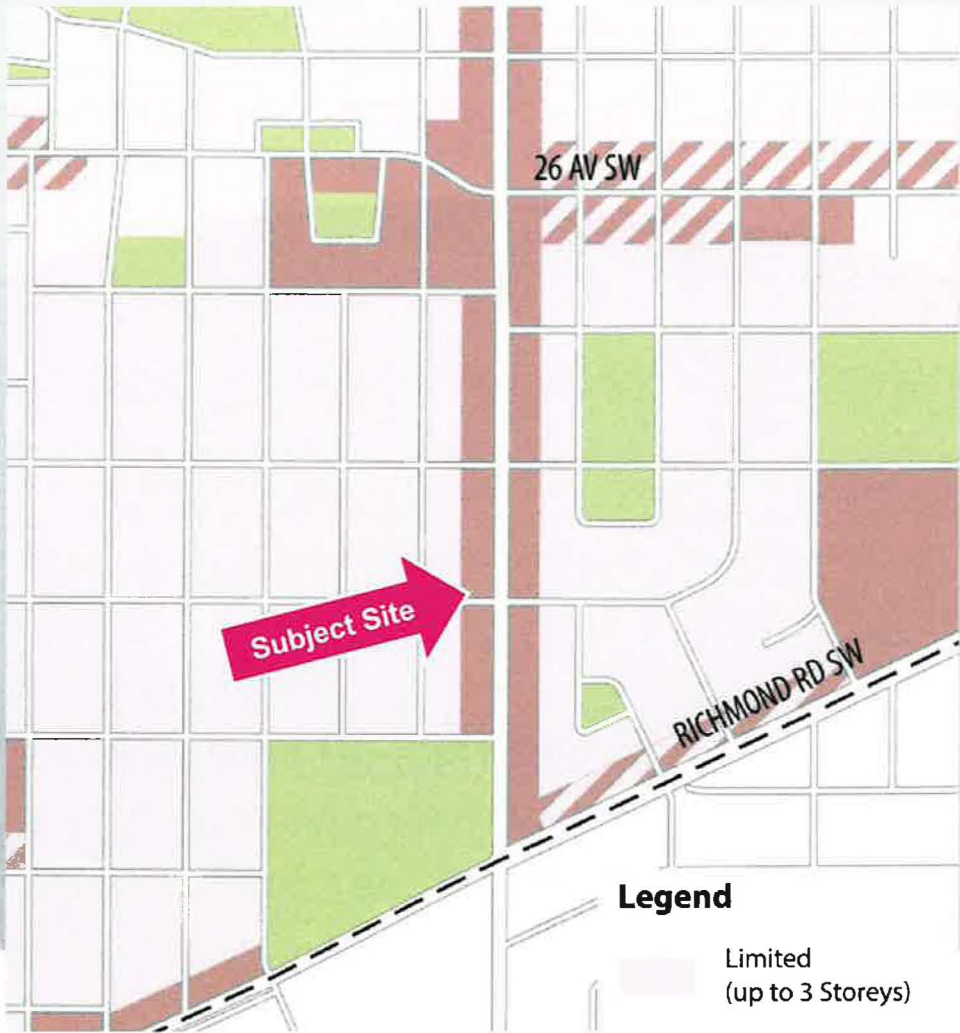 26 AV SW
Subject Site
RICHMOND RD SW
Legend
Limited
(up to 3 Storeys)